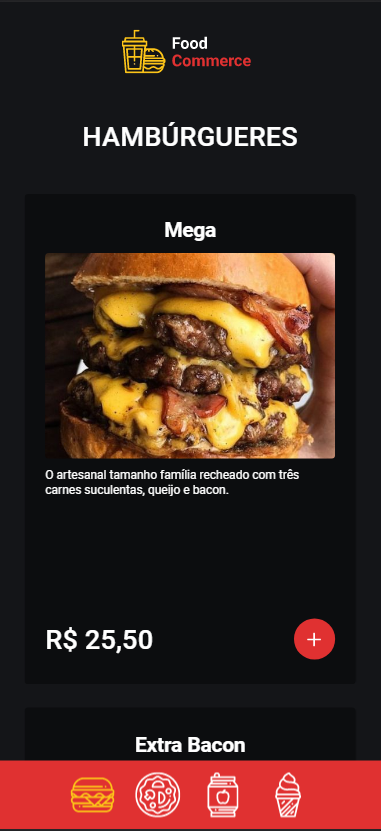 Food
Commerce
HAMBÚRGUERES
Mega
O artesanal tamanho família recheado com três
carnes suculentas, queijo e bacon.
R$ 25,50
+
Extra Bacon